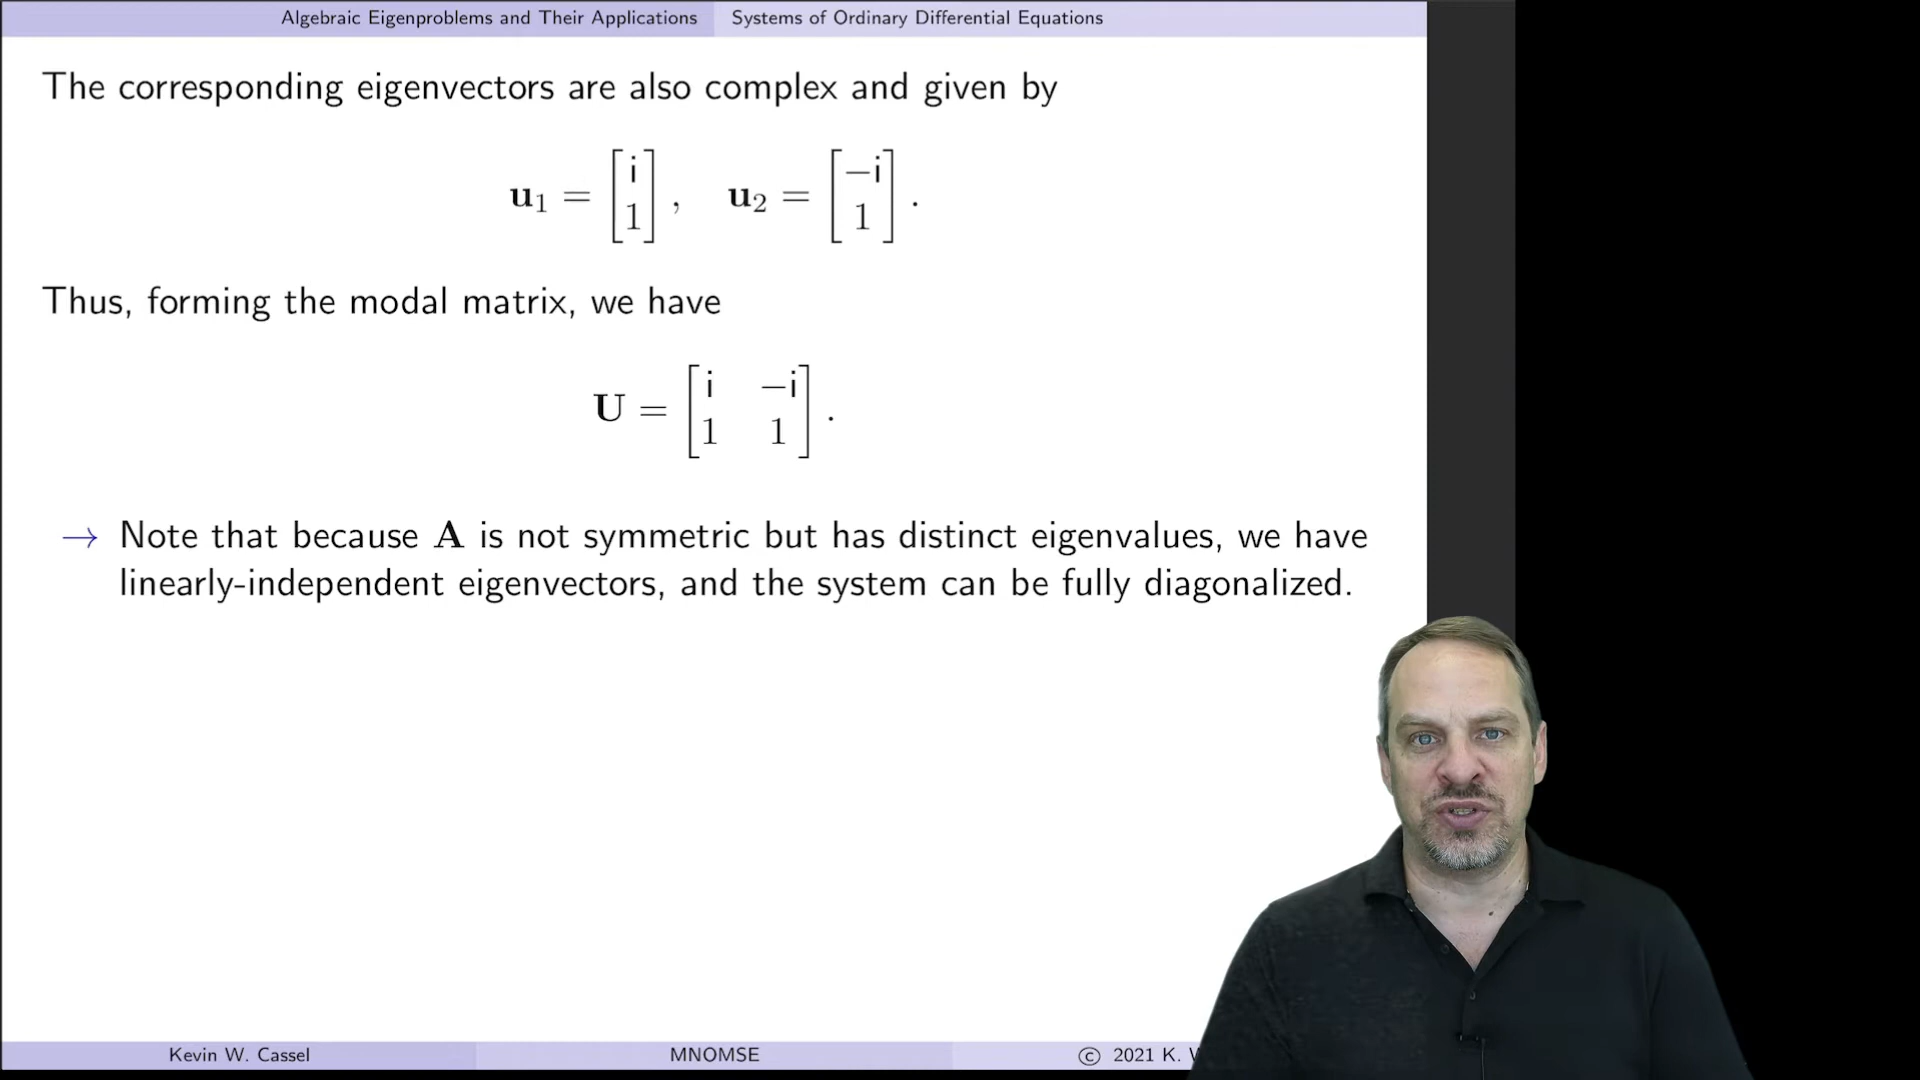 Algebraic Eigenproblems and Their Applications Systems of Ordinary Differential Equations
The corresponding eigenvectors are also complex and given by
u₁ = [i 1], u₂ = [−i 1].
Thus, forming the modal matrix, we have
U = [i −i 1 1].
→ Note that because A is not symmetric but has distinct eigenvalues, we have
linearly-independent eigenvectors, and the system can be fully diagonalized.
Kevin W. Cassel MNOMSE © 2021 K.